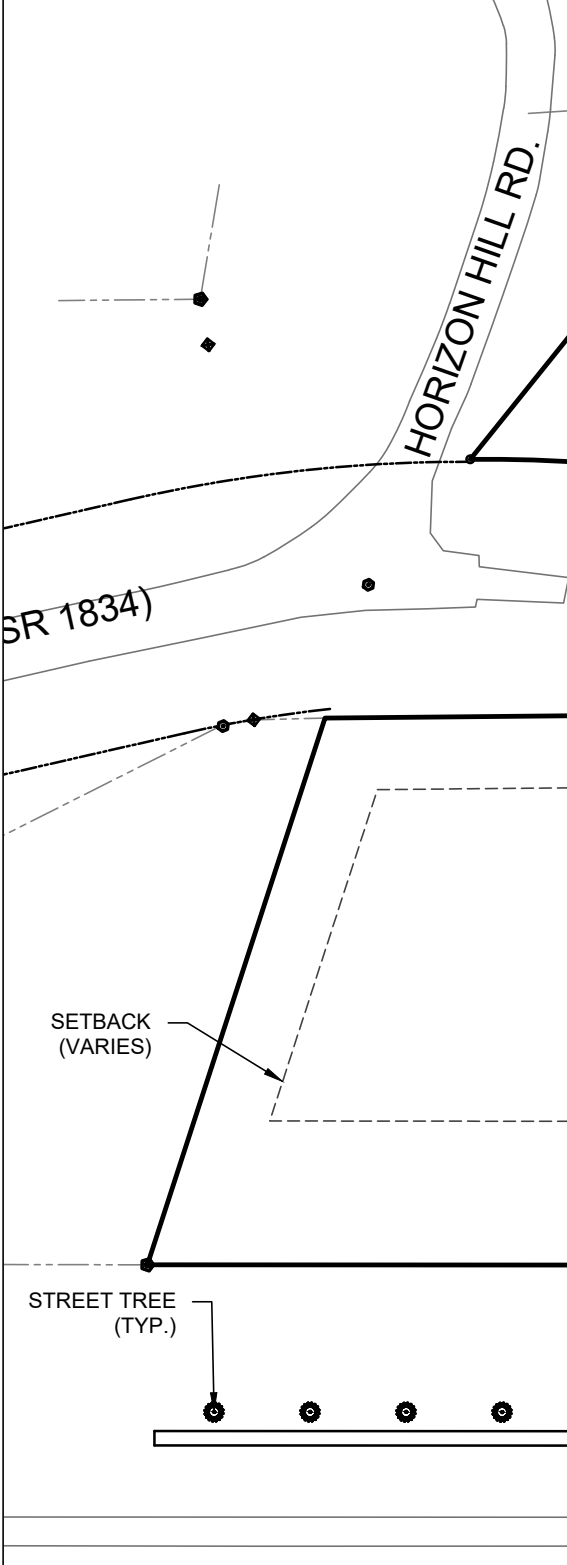 HORIZON HILL RD.
SR 1834)
SETBACK
(VARIES)
STREET TREE
(TYP.)